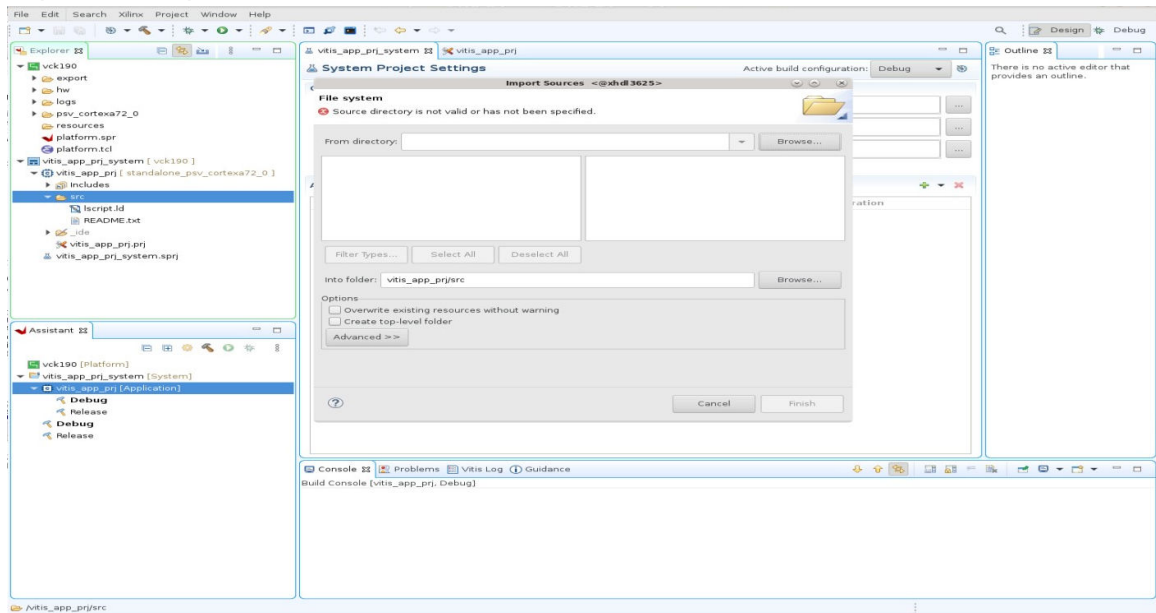 File Edit Search Xilinx Project Window Help
Design Debug
Explorer
vck190
export
hw
logs
psv_cortexa72_0
resources
platform.spr
platform.tcl
vitis_app_prj_system [ vck190 ]
vitis_app_prj [ standalone_psv_cortexa72_0 ]
Includes
src
lscript.ld
README.txt
_ide
vitis_app_prj.prj
vitis_app_prj_system.sprj
Assistant
vck190 [Platform]
vitis_app_prj_system [System]
vitis_app_prj [Application]
Debug
Release
Debug
Release
vitis_app_prj_system vitis_app_prj
System Project Settings Active build configuration: Debug
Import Sources <@xhdl3625>
File system
Source directory is not valid or has not been specified.
From directory: Browse...
Filter Types... Select All Deselect All
Into folder: vitis_app_prj/src Browse...
Options
Overwrite existing resources without warning
Create top-level folder
Advanced >>
Cancel Finish
ration
Outline
There is no active editor that
provides an outline.
Console Problems Vitis Log Guidance
Build Console [vitis_app_prj, Debug]
/vitis_app_prj/src